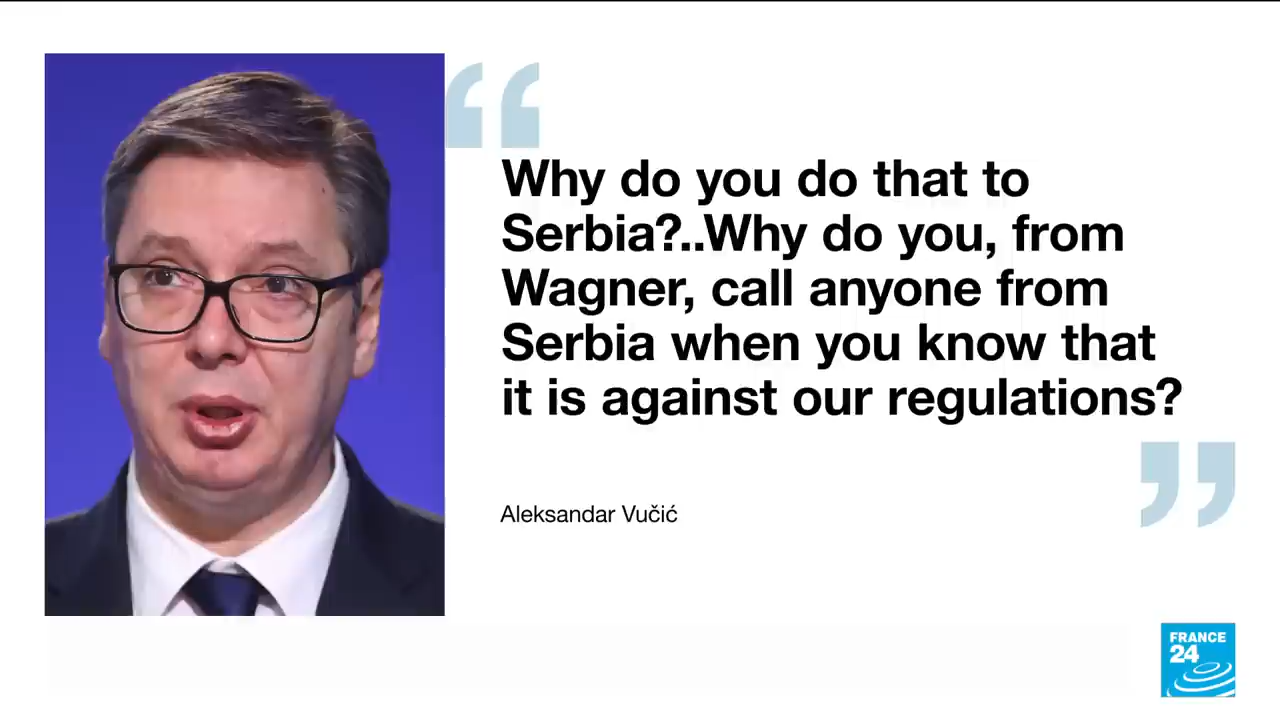 Why do you do that to
Serbia?..Why do you, from
Wagner, call anyone from
Serbia when you know that
it is against our regulations?
Aleksandar Vučić
FRANCE
24